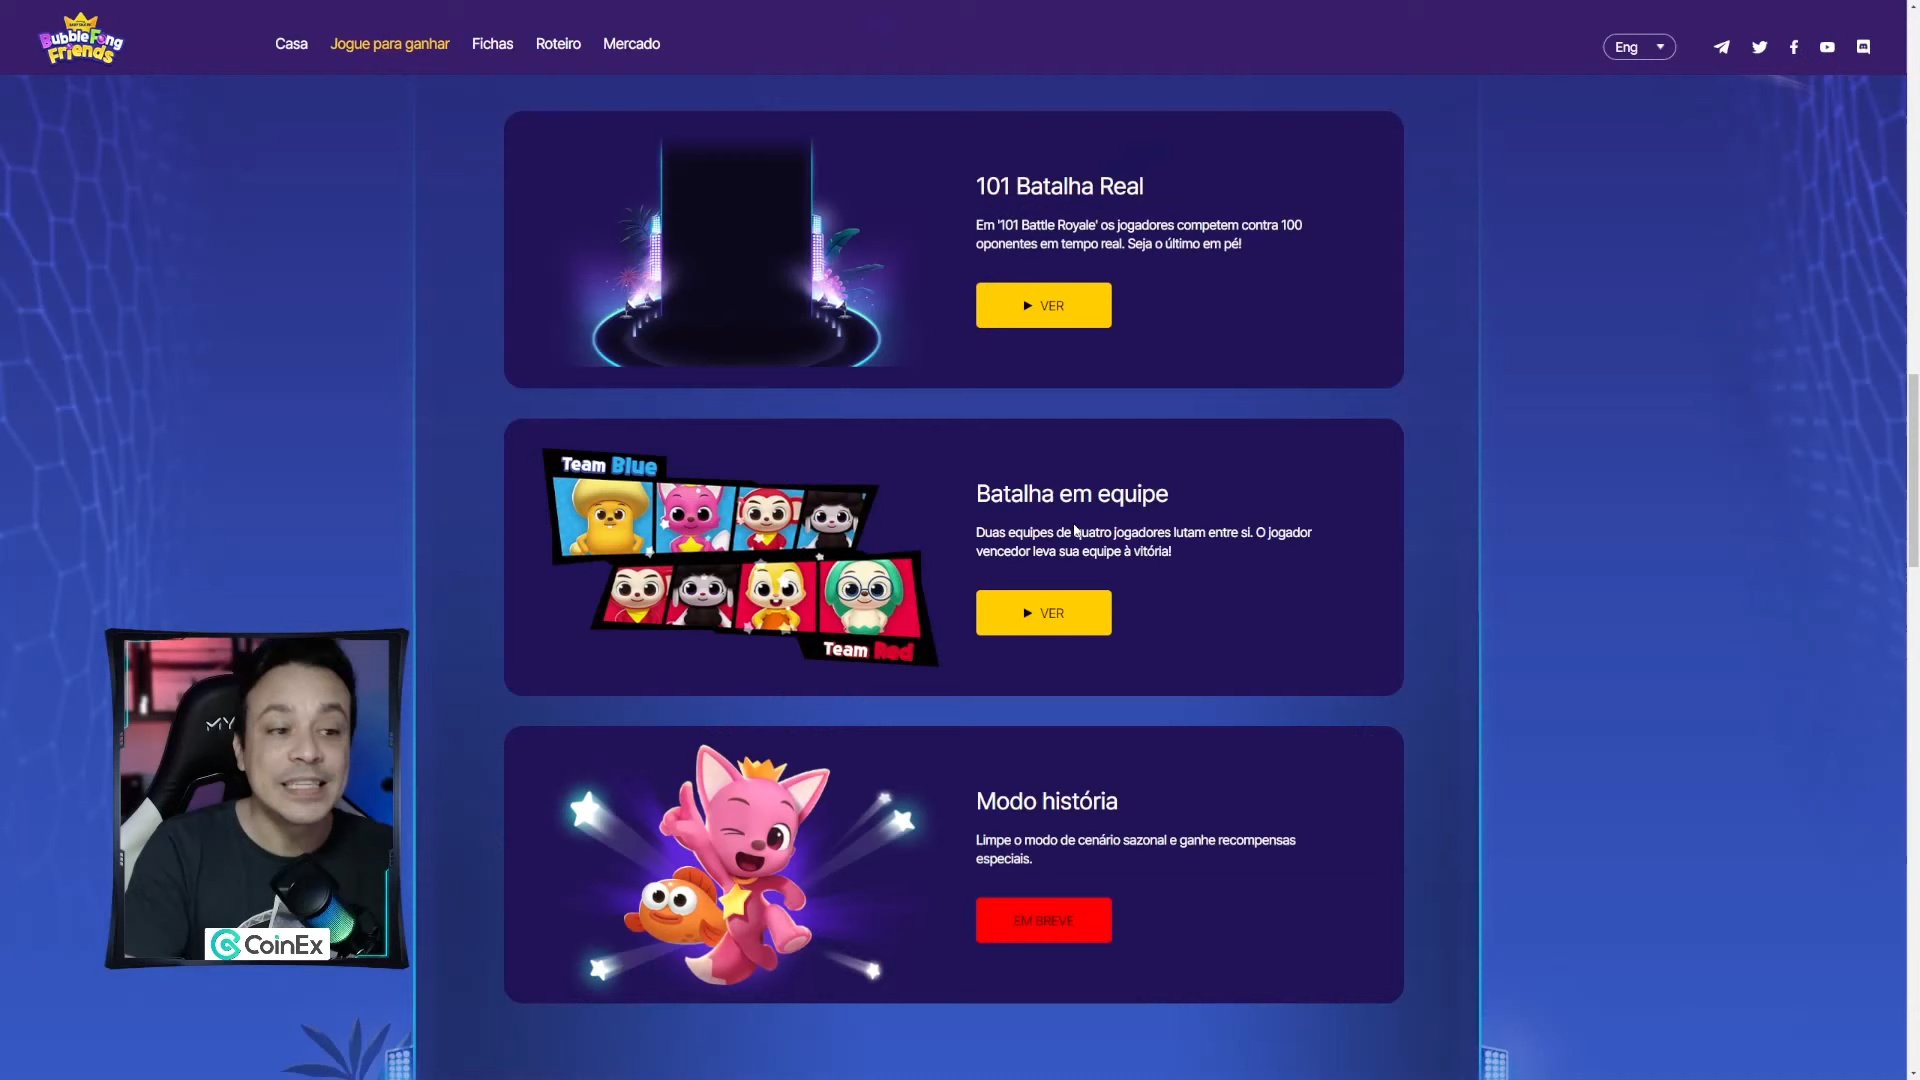 BubbleFong
Friends
Casa
Jogue para ganhar
Fichas
Roteiro
Mercado
Eng
101 Batalha Real
Em '101 Battle Royale' os jogadores competem contra 100
oponentes em tempo real. Seja o último em pé!
VER
Team Blue
Batalha em equipe
Duas equipes de quatro jogadores lutam entre si. O jogador
vencedor leva sua equipe à vitória!
VER
Team Red
Modo história
Limpe o modo de cenário sazonal e ganhe recompensas
especiais.
EM BREVE
MY
CoinEx